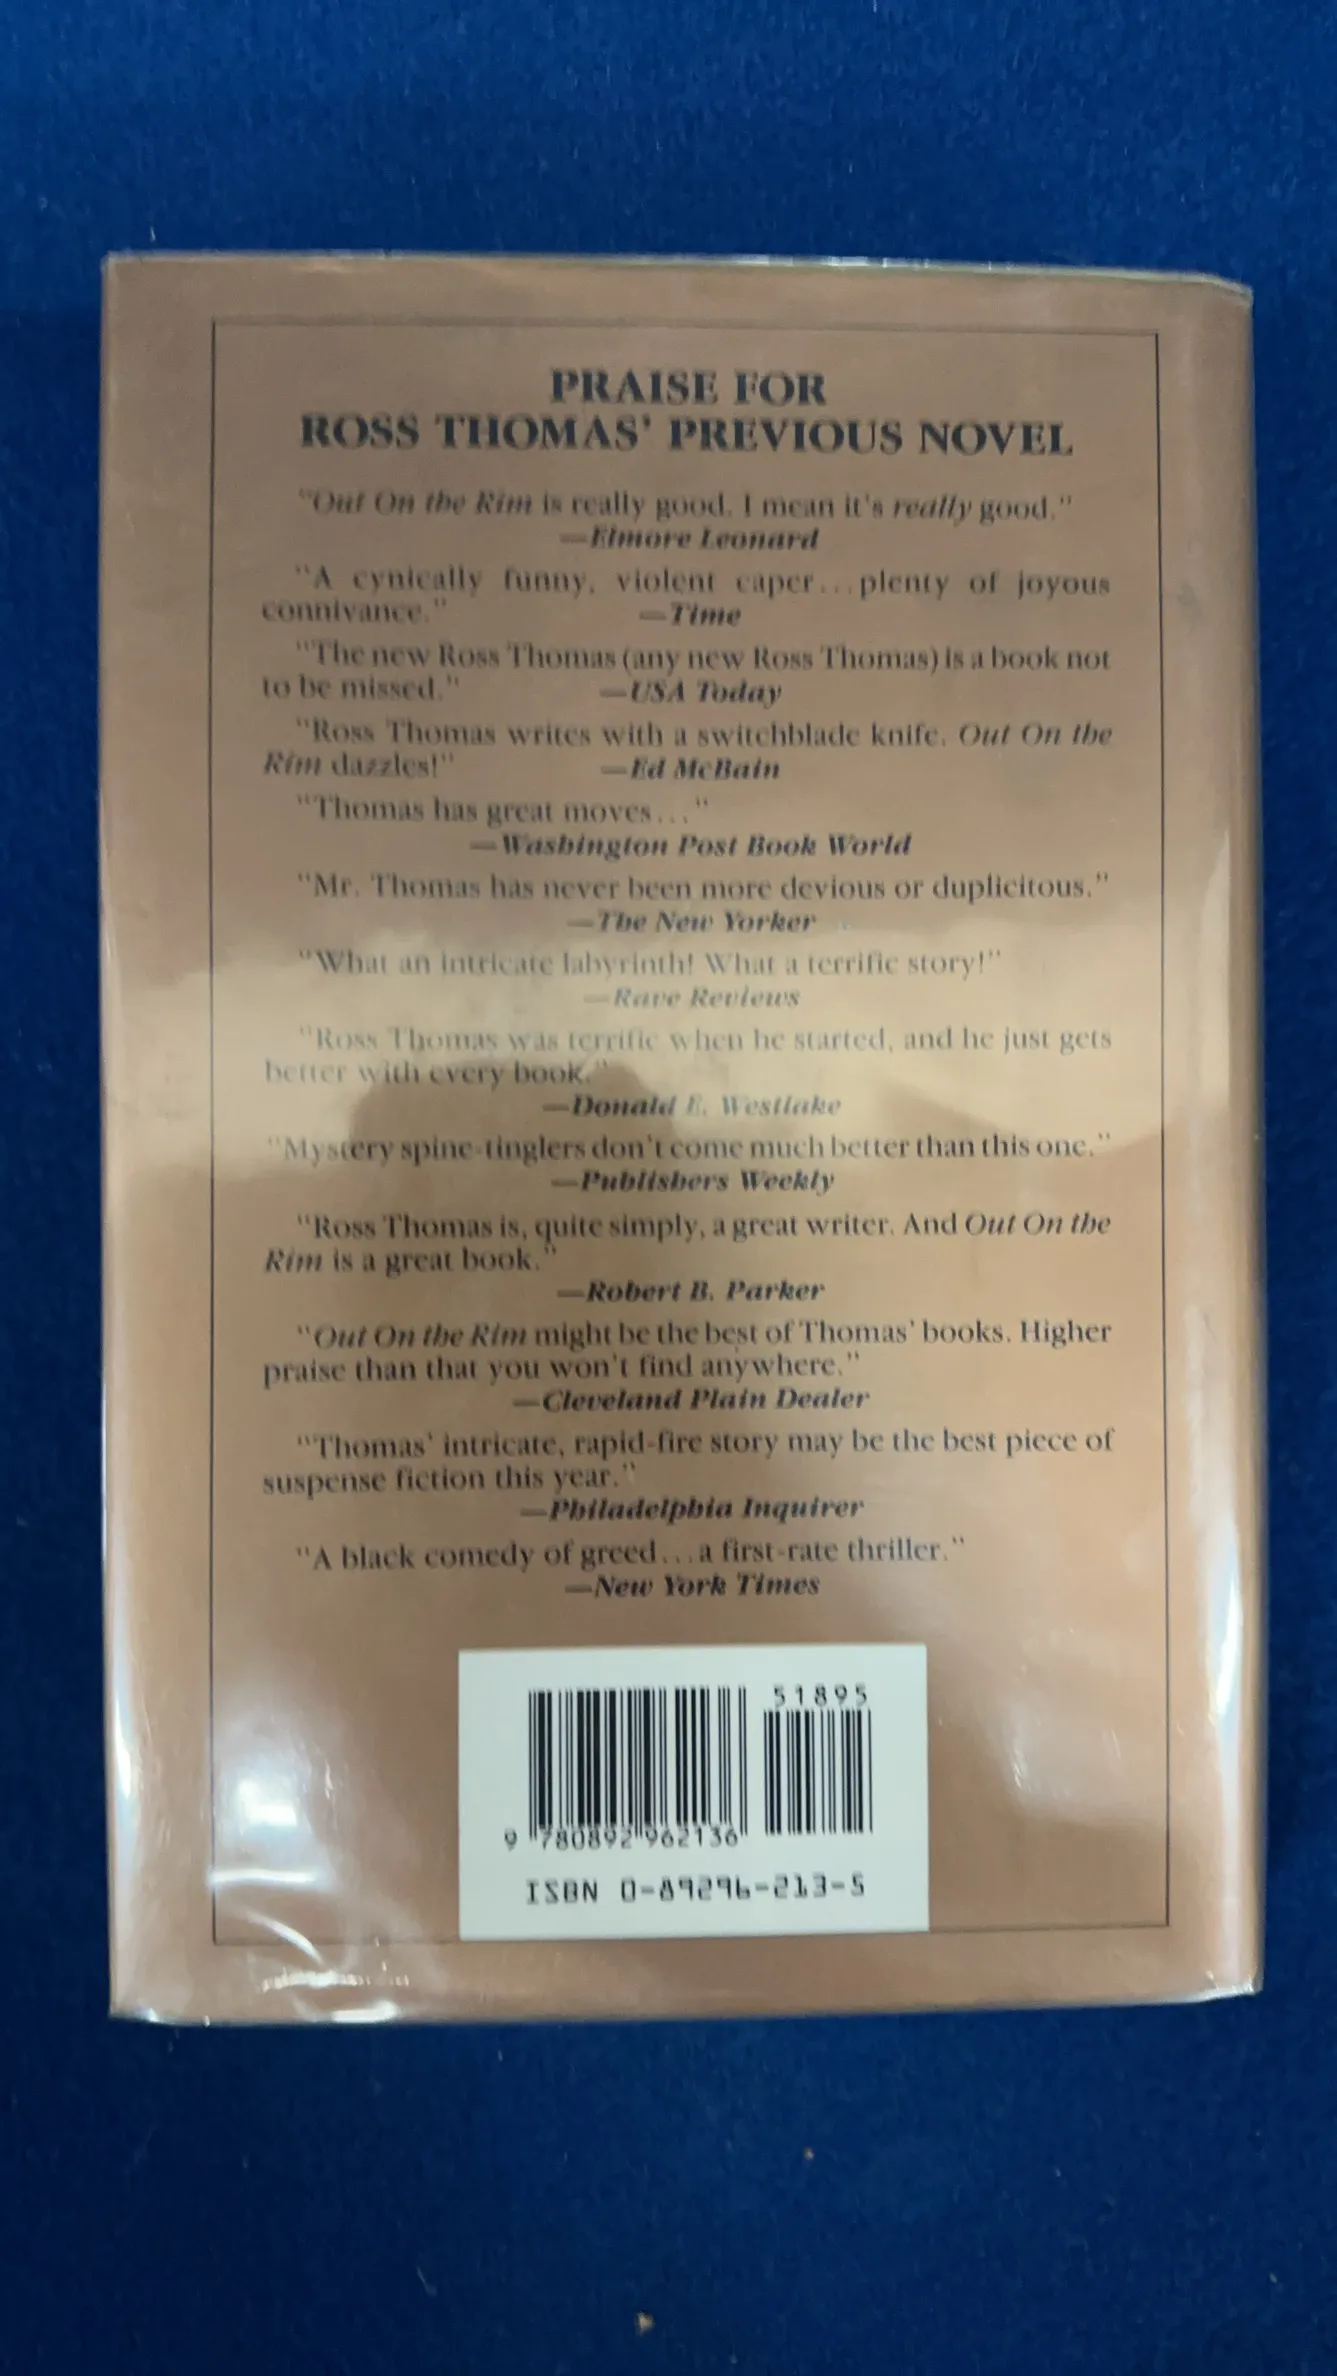 PRAISE FOR
ROSS THOMAS' PREVIOUS NOVEL
"Out On the Rim is really good. I mean it's really good."
—Elmore Leonard
"A cynically funny, violent caper...plenty of joyous
connivance." —Time
"The new Ross Thomas (any new Ross Thomas) is a book not
to be missed." —USA Today
"Ross Thomas writes with a switchblade knife. Out On the
Rim dazzles!" —Ed McBain
"Thomas has great moves..."
—Washington Post Book World
"Mr. Thomas has never been more devious or duplicitous."
—The New Yorker
"What an intricate labyrinth! What a terrific story!"
—Rave Reviews
"Ross Thomas was terrific when he started, and he just gets
better with every book."
—Donald E. Westlake
"Mystery spine-tinglers don't come much better than this one."
—Publishers Weekly
"Ross Thomas is, quite simply, a great writer. And Out On the
Rim is a great book."
—Robert B. Parker
"Out On the Rim might be the best of Thomas' books. Higher
praise than that you won't find anywhere."
—Cleveland Plain Dealer
"Thomas' intricate, rapid-fire story may be the best piece of
suspense fiction this year."
—Philadelphia Inquirer
"A black comedy of greed...a first-rate thriller."
—New York Times
51895
9 780892 962136
ISBN 0-89296-213-5